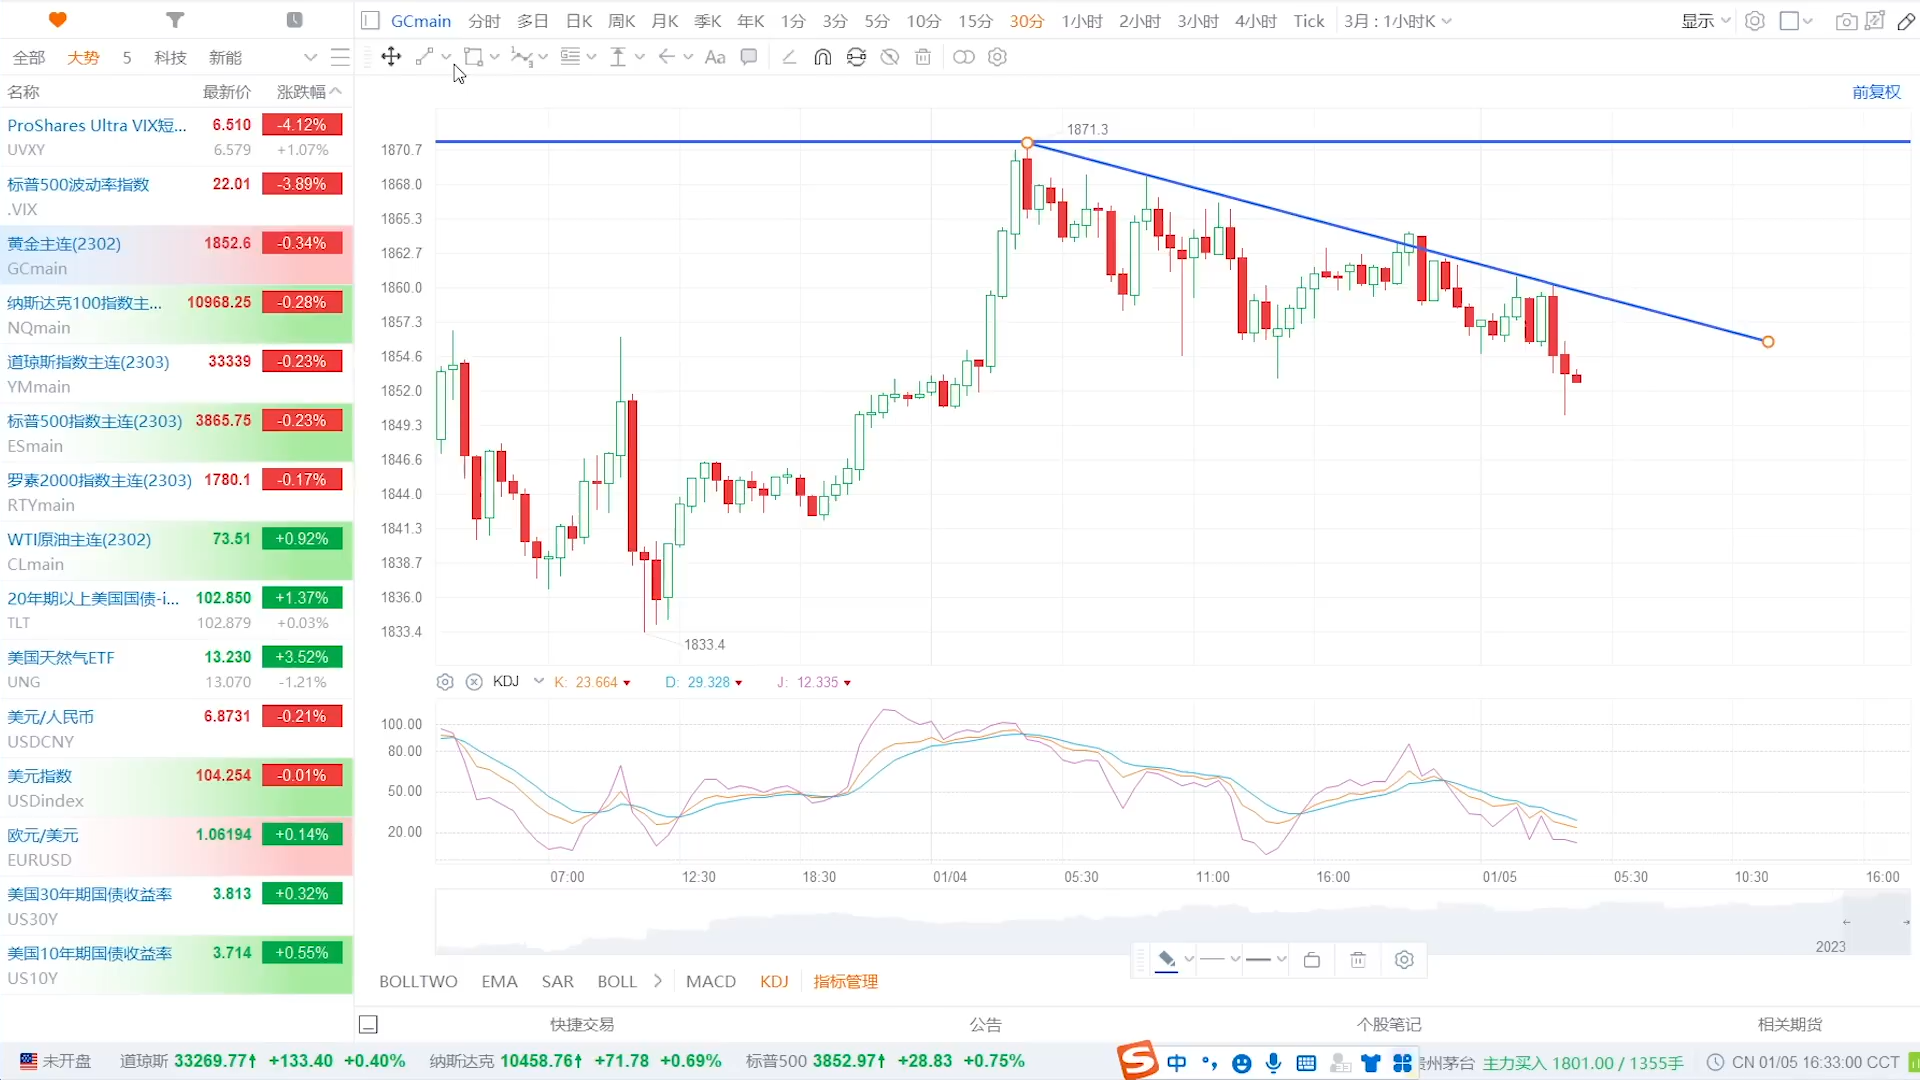 GCmain 分时 多日 日K 周K 月K 季K 年K 1分 3分 5分 10分 15分 30分 1小时 2小时 3小时 4小时 Tick 3月 : 1小时K 显示
全部 大势 5 科技 新能
Aa
名称 最新价 涨跌幅
前复权
ProShares Ultra VIX短... 6.510 -4.12%
UVXY 6.579 +1.07%
标普500波动率指数 22.01 -3.89%
.VIX
黄金主连(2302) 1852.6 -0.34%
GCmain
纳斯达克100指数主... 10968.25 -0.28%
NQmain
道琼斯指数主连(2303) 33339 -0.23%
YMmain
标普500指数主连(2303) 3865.75 -0.23%
ESmain
罗素2000指数主连(2303) 1780.1 -0.17%
RTYmain
WTI原油主连(2302) 73.51 +0.92%
CLmain
20年期以上美国国债-i... 102.850 +1.37%
TLT 102.879 +0.03%
美国天然气ETF 13.230 +3.52%
UNG 13.070 -1.21%
美元/人民币 6.8731 -0.21%
USDCNY
美元指数 104.254 -0.01%
USDindex
欧元/美元 1.06194 +0.14%
EURUSD
美国30年期国债收益率 3.813 +0.32%
US30Y
美国10年期国债收益率 3.714 +0.55%
US10Y
1871.3
1870.7
1868.0
1865.3
1862.7
1860.0
1857.3
1854.6
1852.0
1849.3
1846.6
1844.0
1841.3
1838.7
1836.0
1833.4
1833.4
KDJ K: 23.664 D: 29.328 J: 12.335
100.00
80.00
50.00
20.00
07:00 12:30 18:30 01/04 05:30 11:00 16:00 01/05 05:30 10:30 16:00
2023
BOLLTWO EMA SAR BOLL MACD KDJ 指标管理
快捷交易 公告 个股笔记 相关期货
未开盘 道琼斯 33269.77↑ +133.40 +0.40% 纳斯达克 10458.76↑ +71.78 +0.69% 标普500 3852.97↑ +28.83 +0.75%
S 中 州茅台 主力买入 1801.00 / 1355手 CN 01/05 16:33:00 CCT